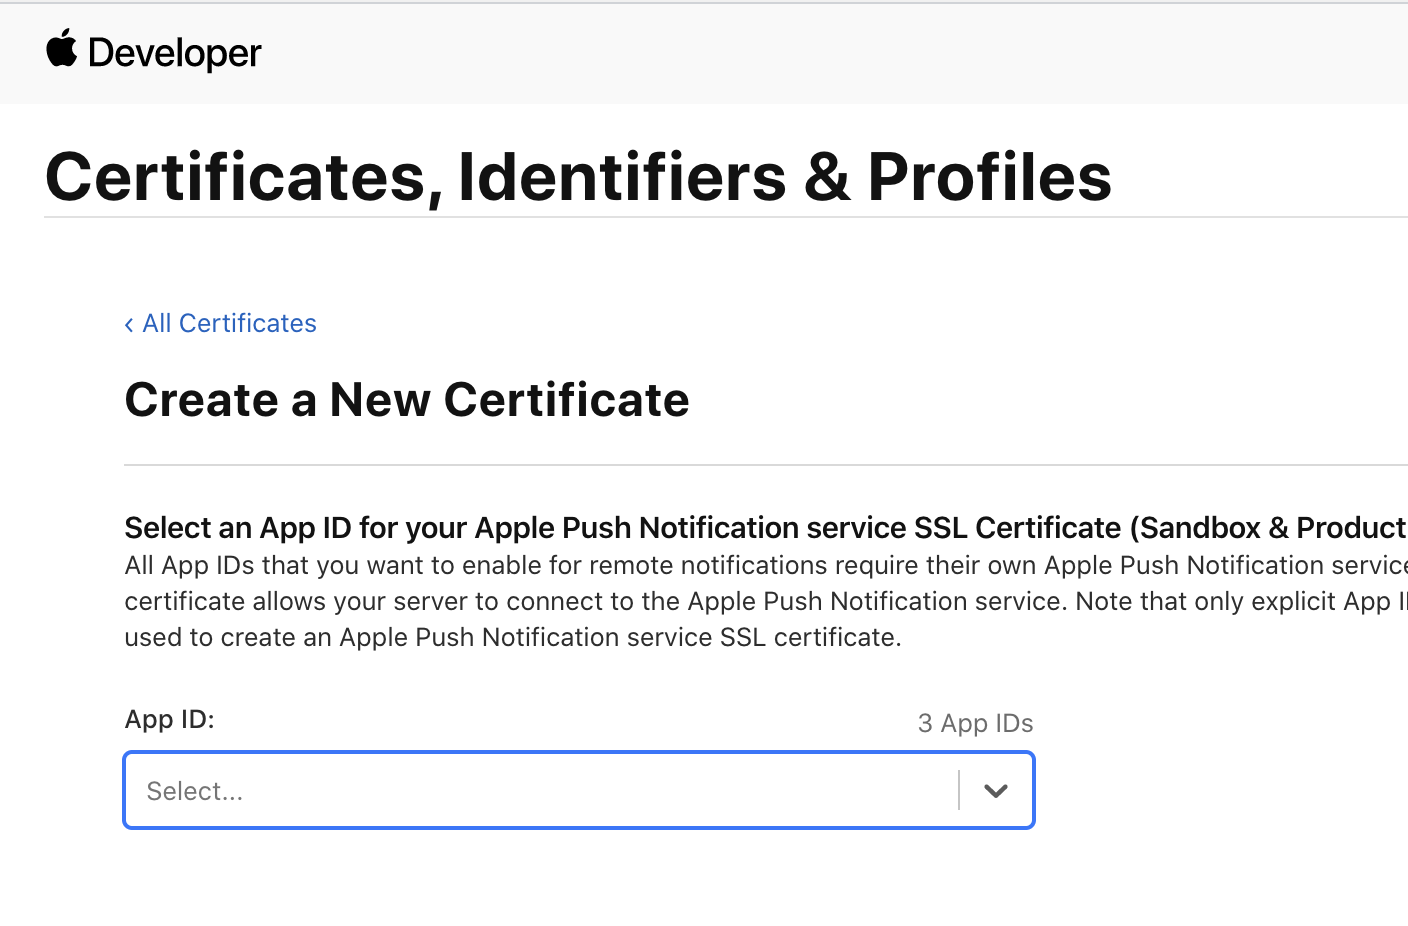 Developer
Certificates, Identifiers & Profiles
‹ All Certificates
Create a New Certificate
Select an App ID for your Apple Push Notification service SSL Certificate (Sandbox & Product
All App IDs that you want to enable for remote notifications require their own Apple Push Notification service
certificate allows your server to connect to the Apple Push Notification service. Note that only explicit App I
used to create an Apple Push Notification service SSL certificate.
App ID:
3 App IDs
Select...